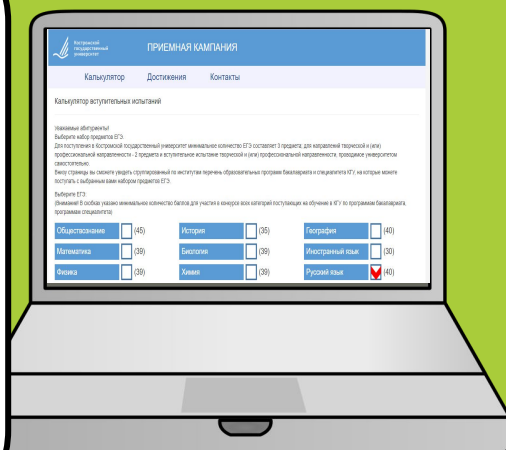 Костромской
государственный
университет
ПРИЕМНАЯ КАМПАНИЯ
Калькулятор Достижения Контакты
Калькулятор вступительных испытаний
Уважаемые абитуриенты!
Выберите набор предметов ЕГЭ.
Для поступления в Костромской государственный университет минимальное количество ЕГЭ составляет 3 предмета; для направлений творческой и (или)
профессиональной направленности - 2 предмета и вступительное испытание творческой и (или) профессиональной направленности, проводимое университетом
самостоятельно.
Внизу страницы вы сможете увидеть сгруппированный по институтам перечень образовательных программ бакалавриата и специалитета КГУ, на которые можете
поступать с выбранным вами набором предметов ЕГЭ.
Выберите ЕГЭ:
(Внимание! В скобках указано минимальное количество баллов для участия в конкурсе всех категорий поступающих на обучение в КГУ по программам бакалавриата,
программам специалитета)
Обществознание (45) История (35) География (40)
Математика (39) Биология (39) Иностранный язык (30)
Физика (39) Химия (39) Русский язык (40)